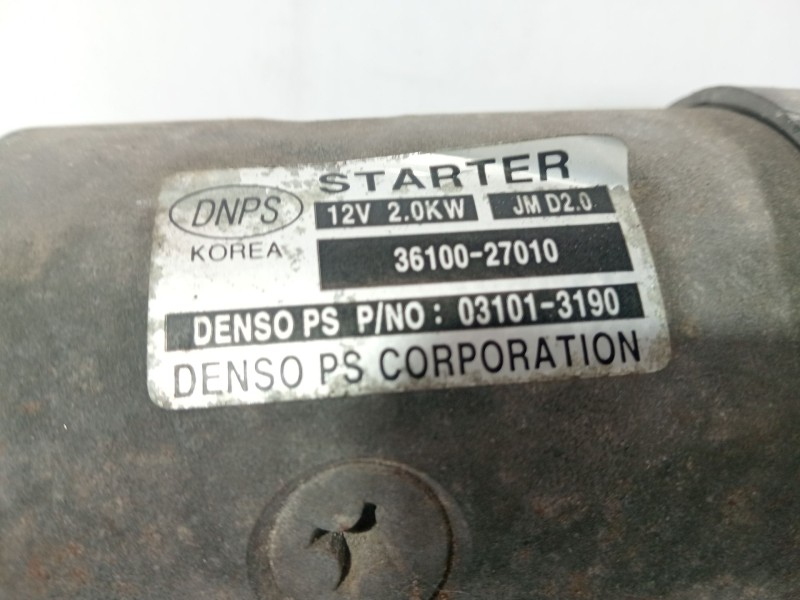 STARTER
DNPS 12V 2.0KW JM D2.0
KOREA 36100-27010
DENSO PS P/NO: 03101-3190
DENSO PS CORPORATION